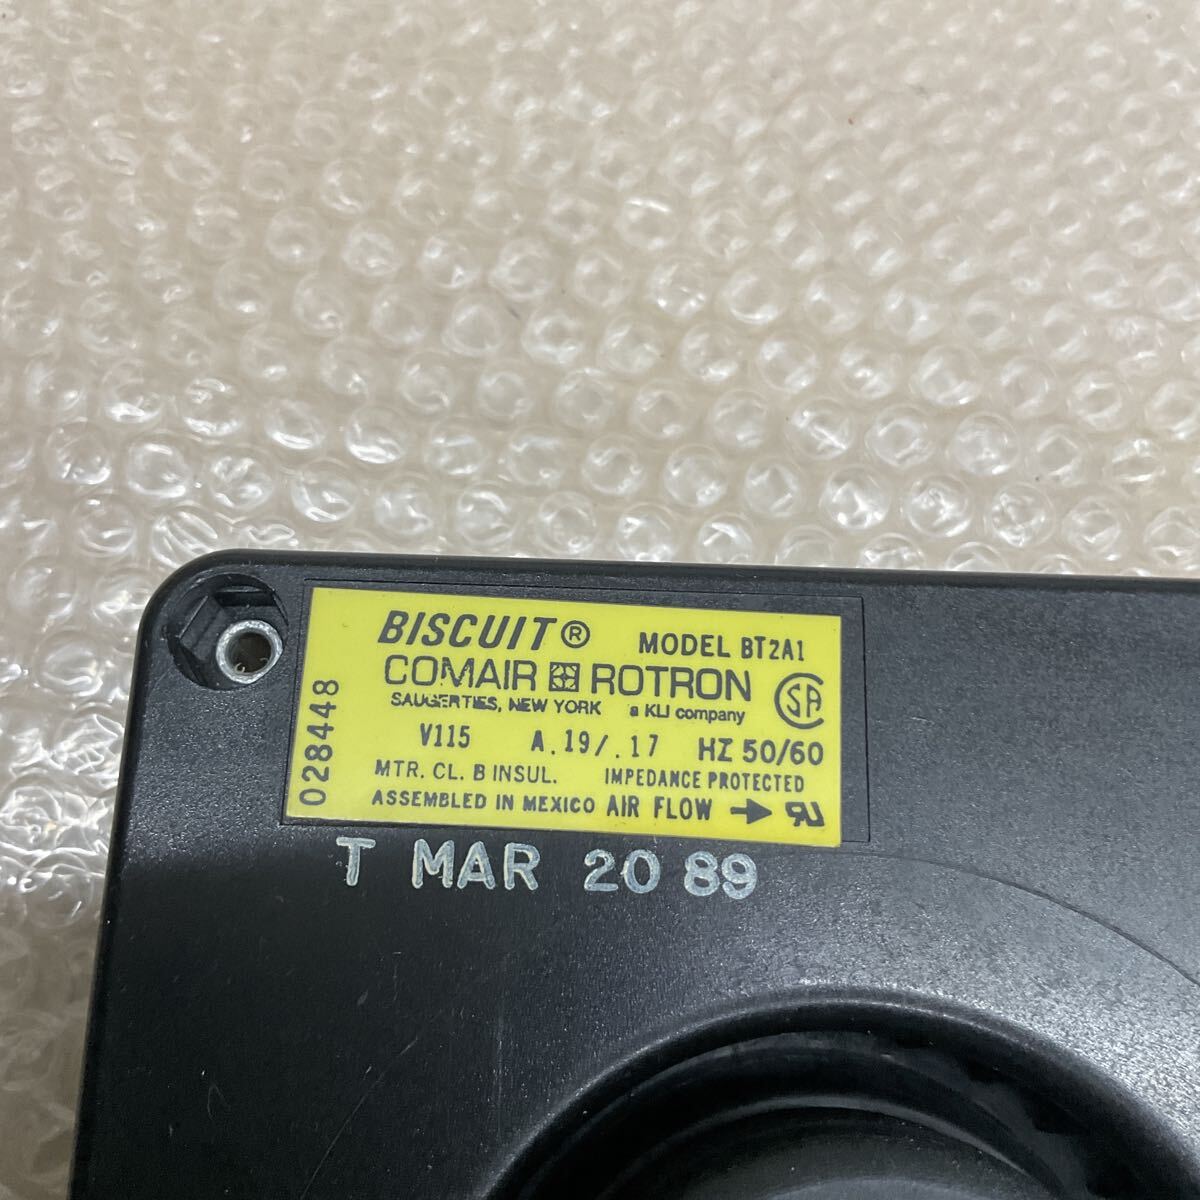 BISCUIT® MODEL BT2A1
COMAIR ROTRON
SAUGERTIES, NEW YORK a KLI company
V115 A.19/.17 HZ 50/60
MTR. CL. B INSUL. IMPEDANCE PROTECTED
ASSEMBLED IN MEXICO AIR FLOW →
028448
T MAR 20 89